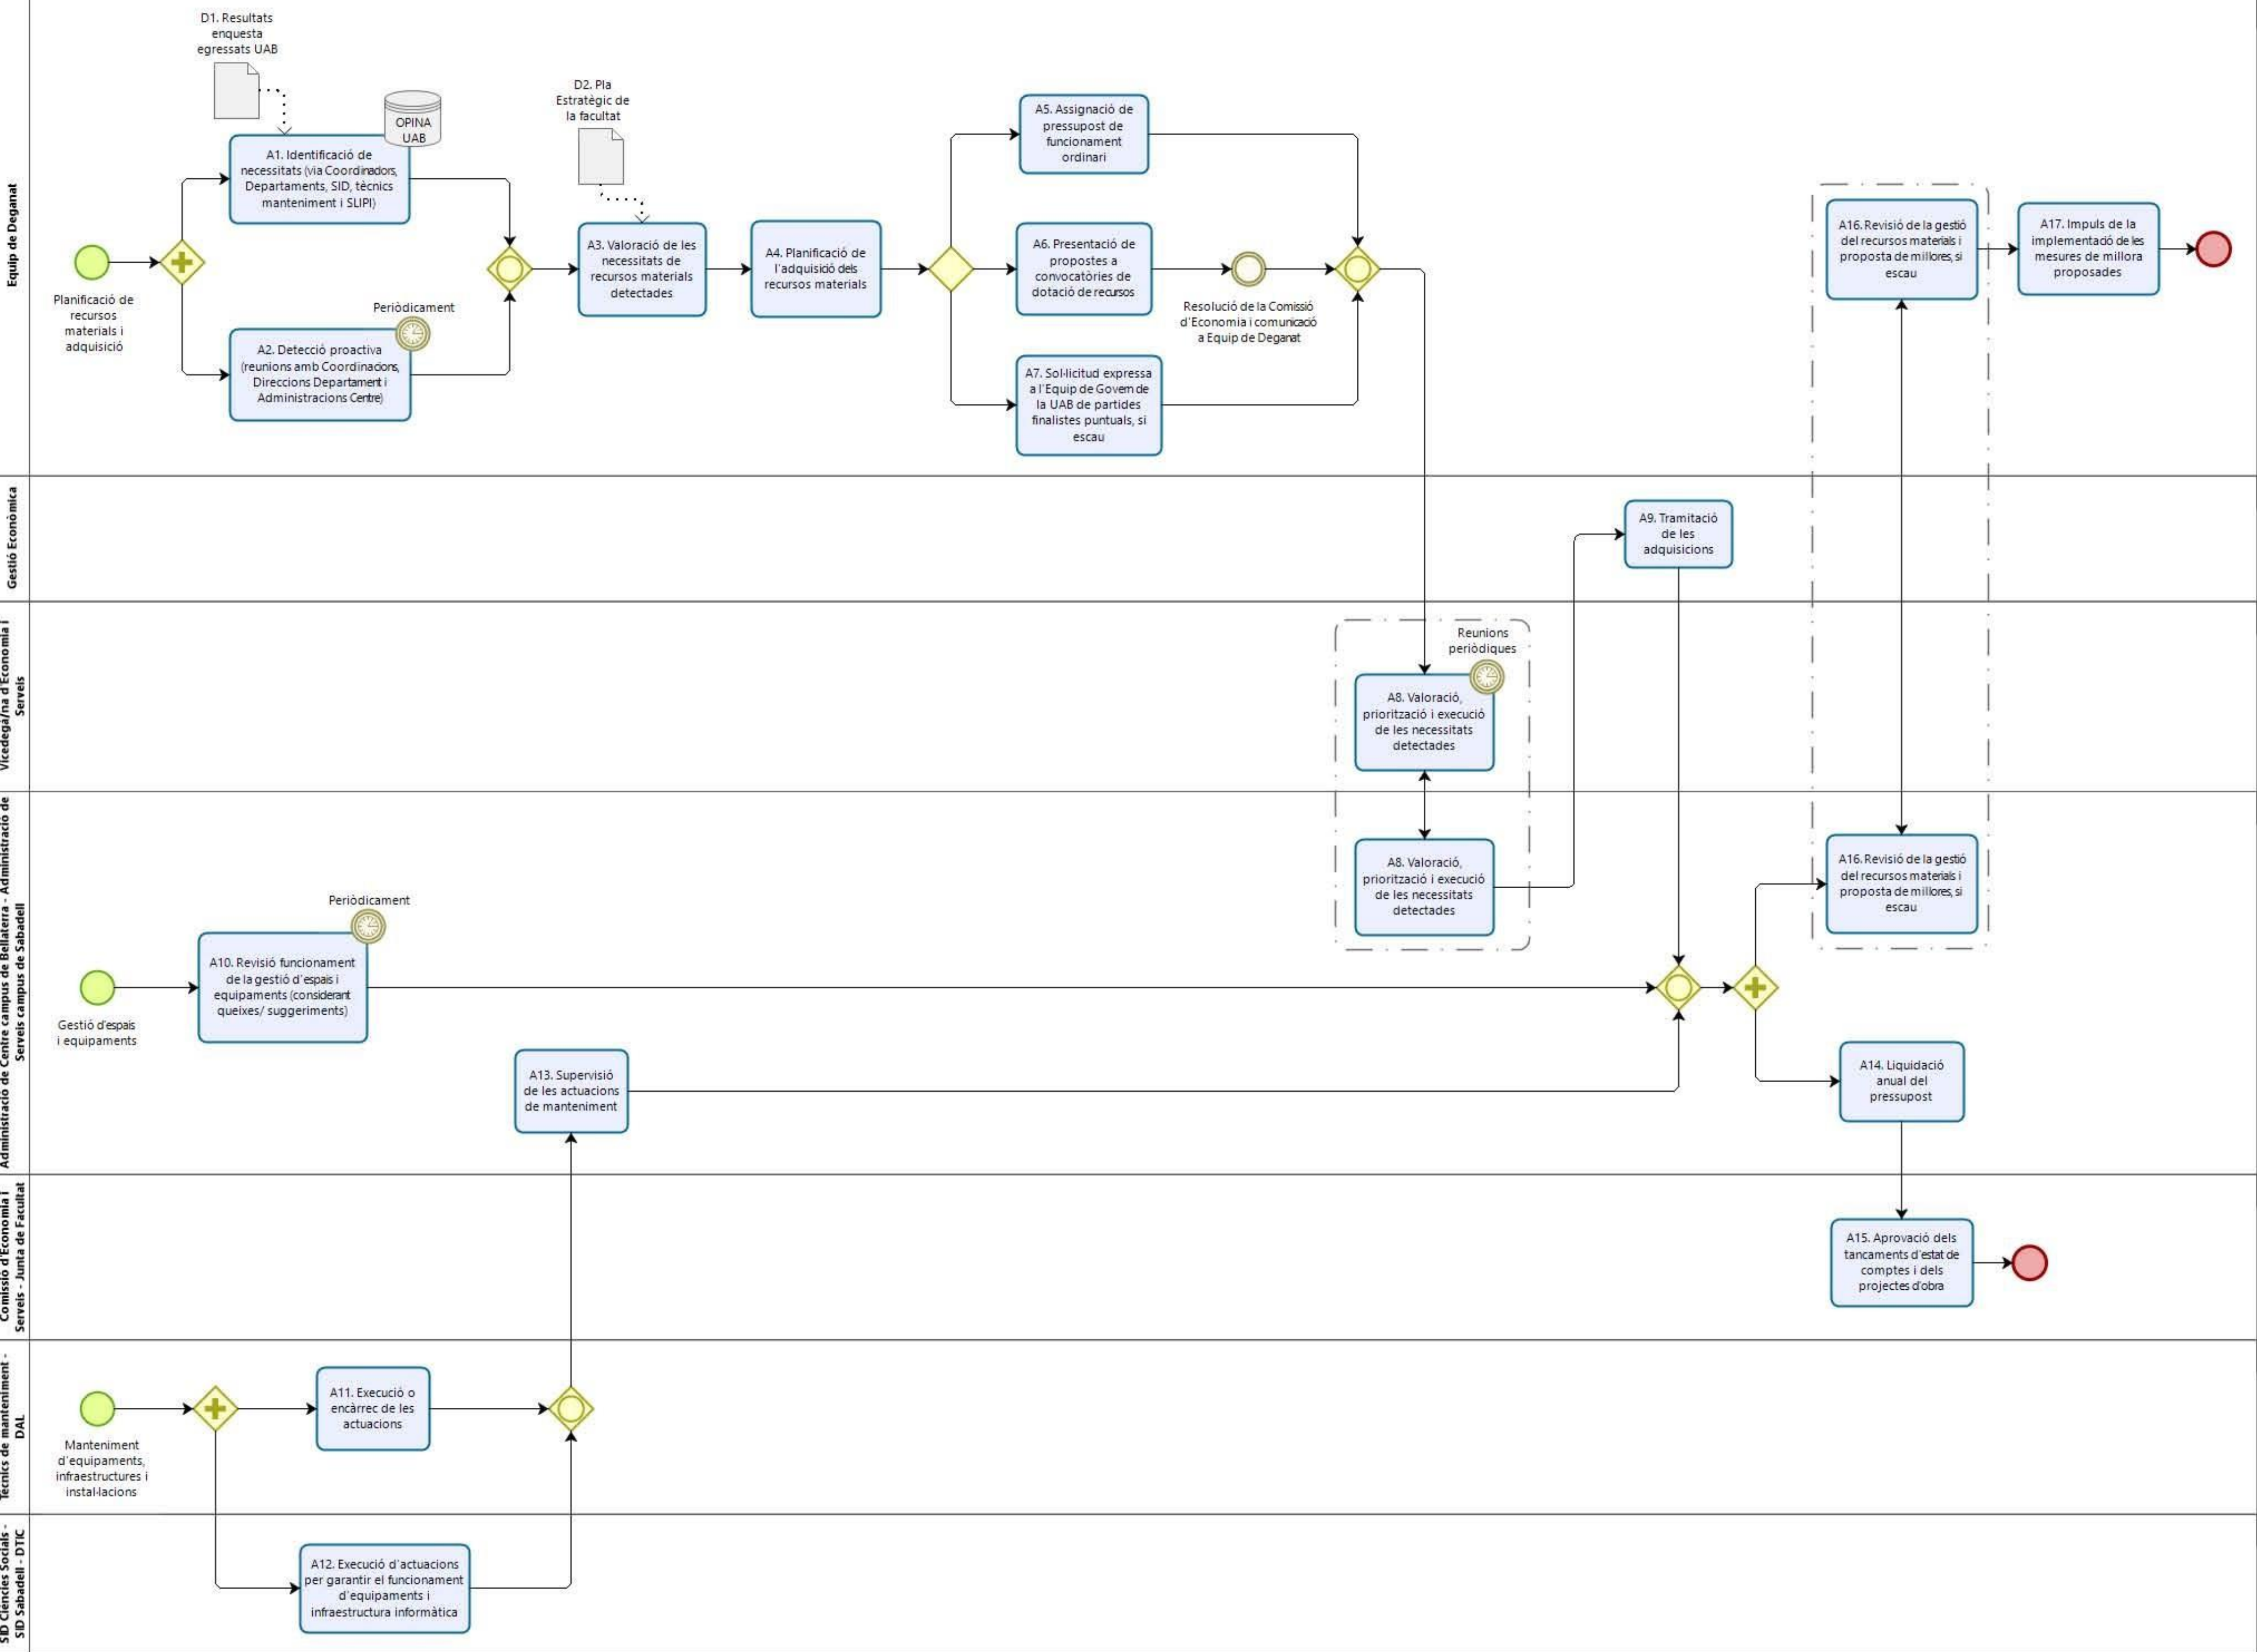 Equip de Deganat
D1. Resultats
enquesta
egressats UAB
OPINA
UAB
A1. Identificació de
necessitats (via Coordinadors,
Departaments, SID, tècnics
manteniment i SLIPI)
Planificació de
recursos
materials i
adquisició
Periòdicament
A2. Detecció proactiva
(reunions amb Coordinacions,
Direccions Departament i
Administracions Centre)
D2. Pla
Estratègic de
la facultat
A3. Valoració de les
necessitats de
recursos materials
detectades
A4. Planificació de
l'adquisició dels
recursos materials
A5. Assignació de
pressupost de
funcionament
ordinari
A6. Presentació de
propostes a
convocatòries de
dotació de recursos
Resolució de la Comissió
d'Economia i comunicació
a Equip de Deganat
A7. Sol·licitud expressa
a l'Equip de Govern de
la UAB de partides
finalistes puntuals, si
escau
A16. Revisió de la gestió
del recursos materials i
proposta de millores, si
escau
A17. Impuls de la
implementació de les
mesures de millora
proposades
Gestió Econòmica
A9. Tramitació
de les
adquisicions
Vicedegà/na d'Economia i
Serveis
Reunions
periòdiques
A8. Valoració,
priorització i execució
de les necessitats
detectades
Administració de Centre campus de Bellaterra - Administració de
Serveis campus de Sabadell
A8. Valoració,
priorització i execució
de les necessitats
detectades
A16. Revisió de la gestió
del recursos materials i
proposta de millores, si
escau
Periòdicament
A10. Revisió funcionament
de la gestió d'espais i
equipaments (considerant
queixes/ suggeriments)
Gestió d'espais
i equipaments
A13. Supervisió
de les actuacions
de manteniment
A14. Liquidació
anual del
pressupost
Comissió d'Economia i
Serveis - Junta de Facultat
A15. Aprovació dels
tancaments d'estat de
comptes i dels
projectes d'obra
Tècnics de manteniment -
DAL
A11. Execució o
encàrrec de les
actuacions
Manteniment
d'equipaments,
infraestructures i
instal·lacions
SID Ciències Socials -
SID Sabadell - DTIC
A12. Execució d'actuacions
per garantir el funcionament
d'equipaments i
infraestructura informàtica